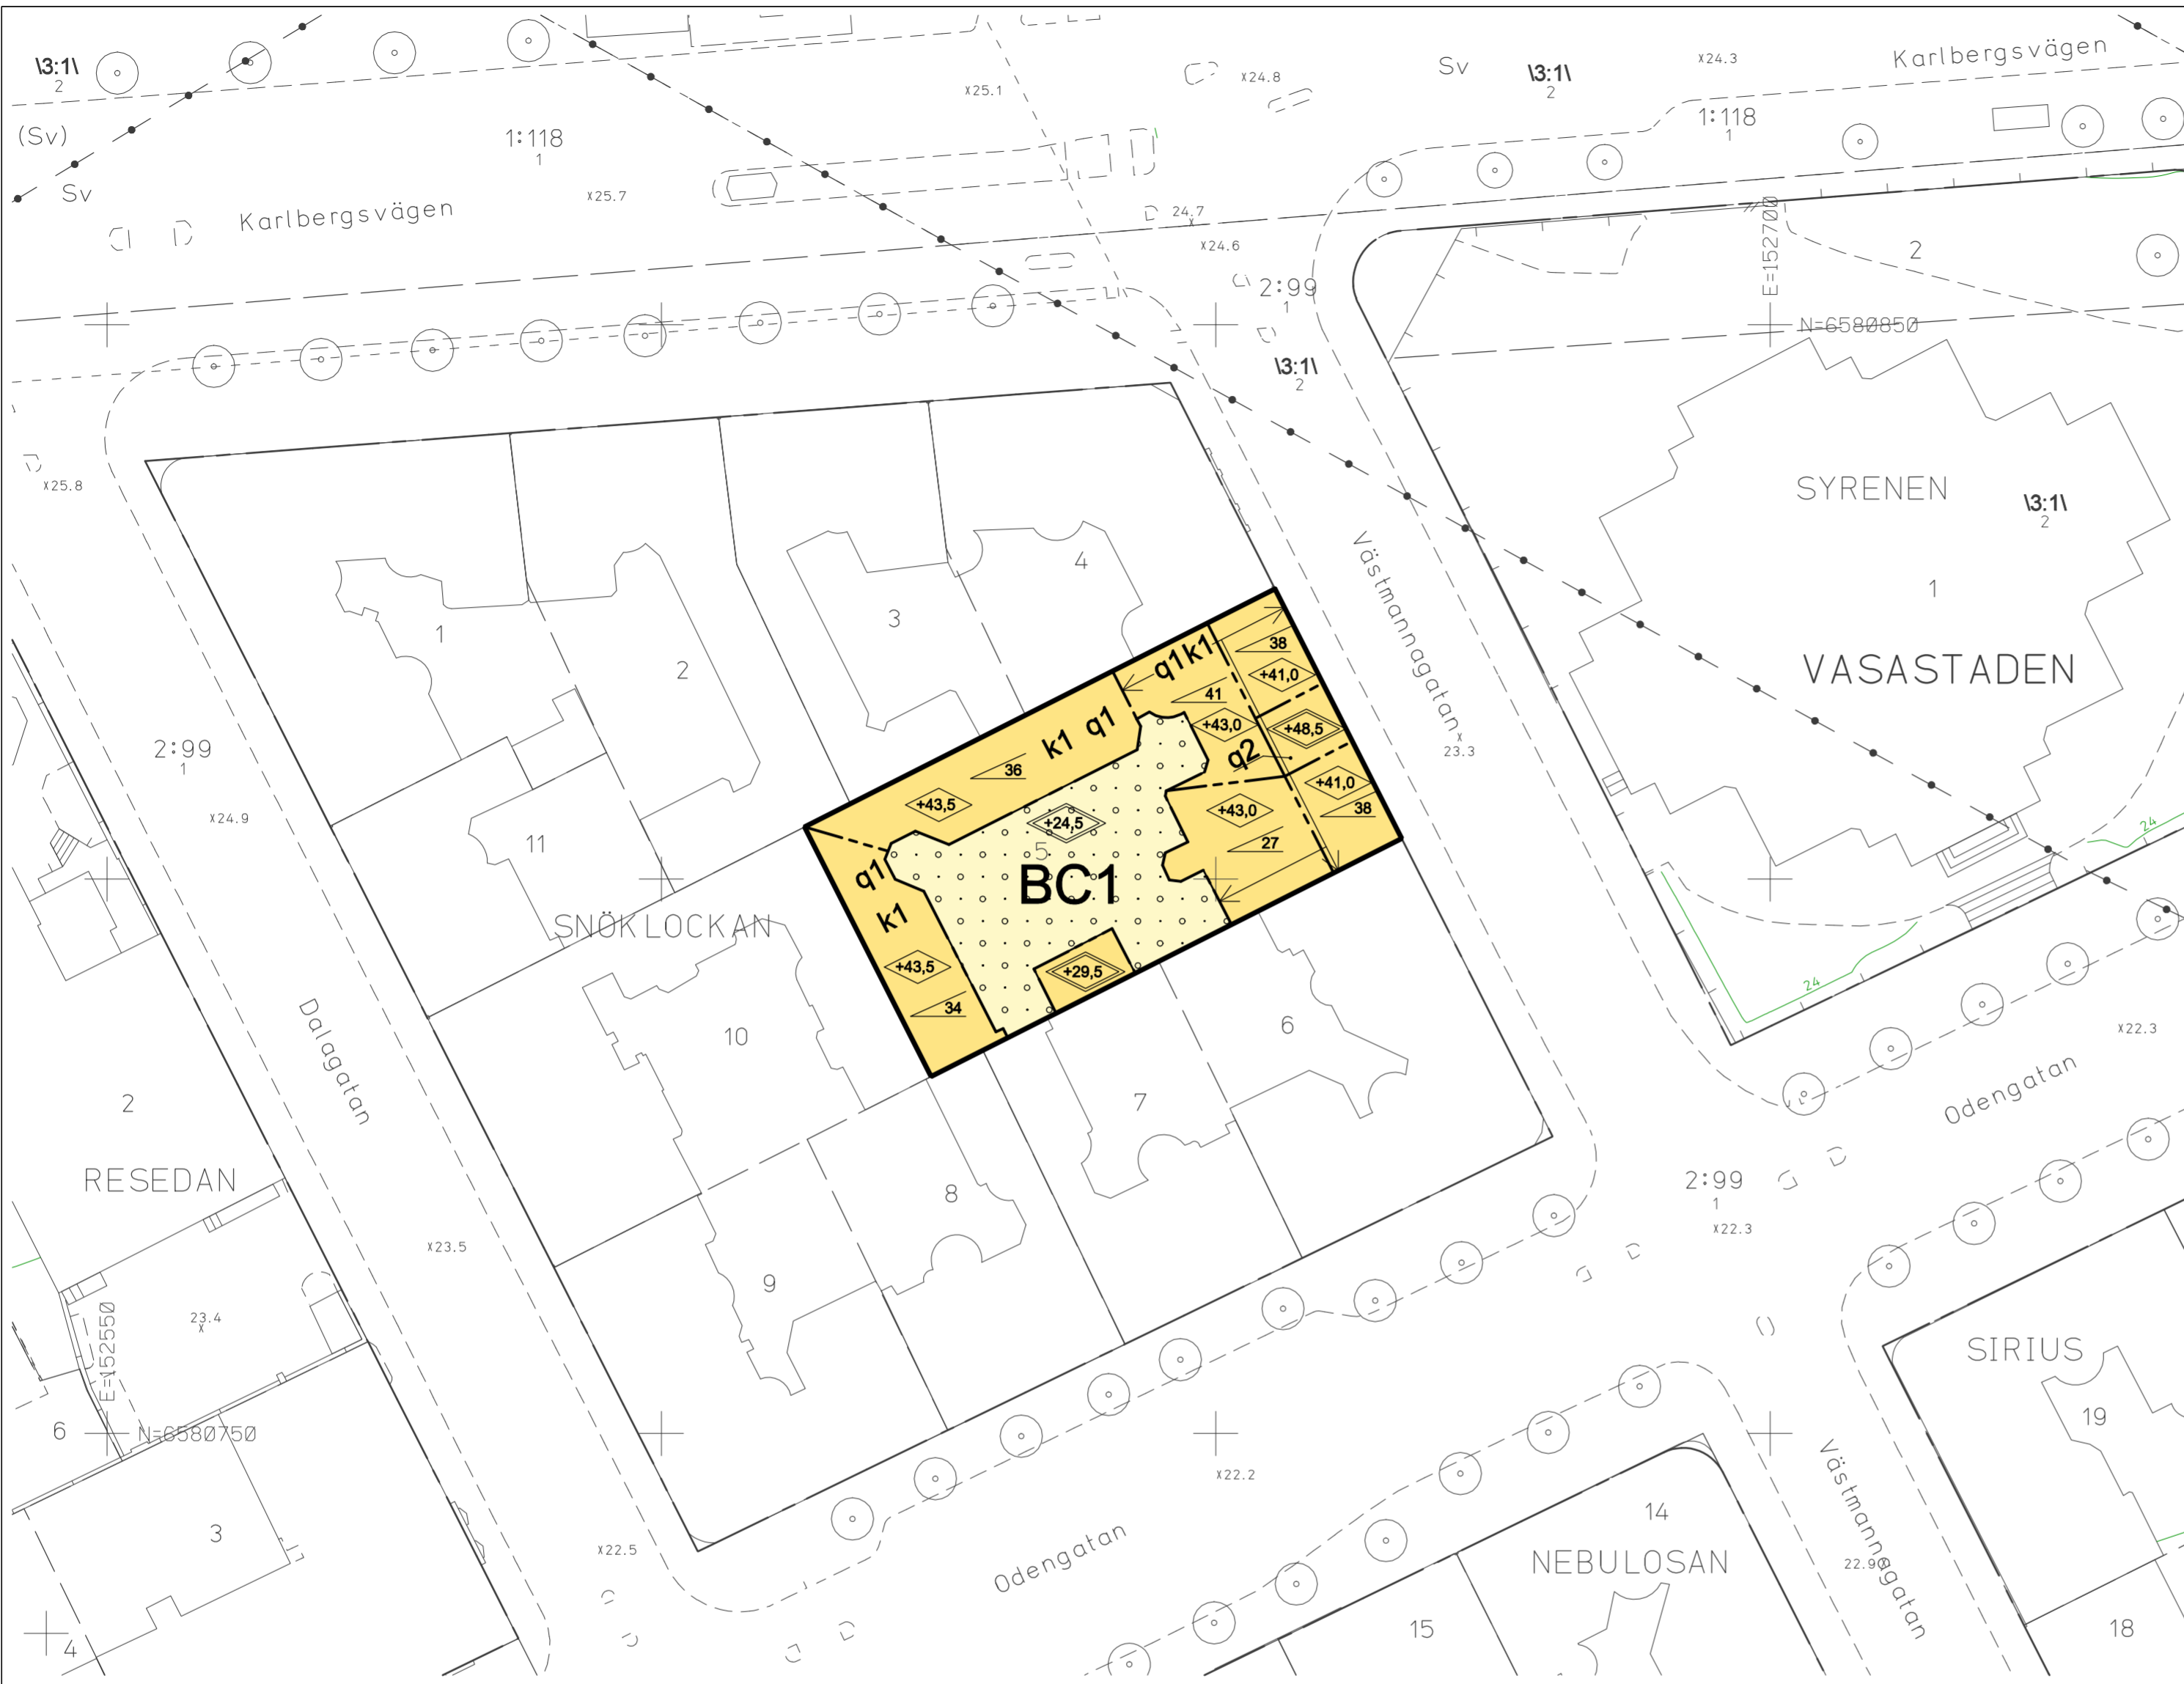 \3:1\
2
(Sv)
Sv
Karlbergsvägen
1:118
1
x25.7
x25.1
x24.8
Sv
\3:1\
2
x24.3
Karlbergsvägen
1:118
1
24.7
x
x24.6
2:99
1
\3:1\
2
E=152700
N=6580850
2
SYRENEN
\3:1\
2
1
VASASTADEN
x25.8
1
2
3
4
Västmannagatan
x
23.3
q1k1
38
+41,0
41
+43,0
+48,5
q2
+41,0
38
+43,0
27
k1 q1
36
+43,5
+24,5
5
BC1
q1
k1
+43,5
34
+29,5
2:99
1
x24.9
11
SNÖKLOCKAN
10
Dalagatan
6
7
8
9
24
24
x22.3
Odengatan
2:99
1
x22.3
2
RESEDAN
x23.5
23.4
x
E=152550
N=6580750
6
3
4
x22.5
x22.2
Odengatan
SIRIUS
19
18
14
NEBULOSAN
15
22.9x
Västmannagatan